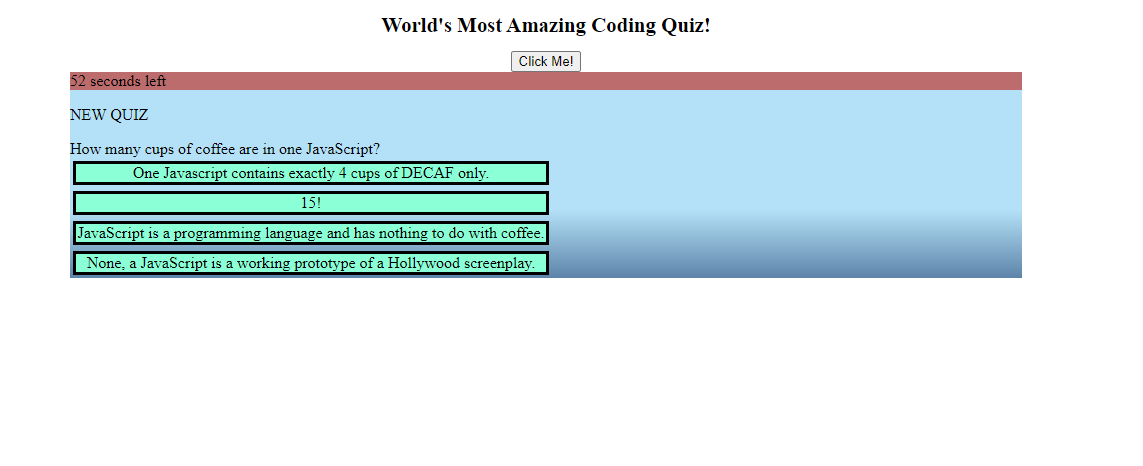 World's Most Amazing Coding Quiz!
Click Me!
52 seconds left
NEW QUIZ
How many cups of coffee are in one JavaScript?
One Javascript contains exactly 4 cups of DECAF only.
15!
JavaScript is a programming language and has nothing to do with coffee.
None, a JavaScript is a working prototype of a Hollywood screenplay.